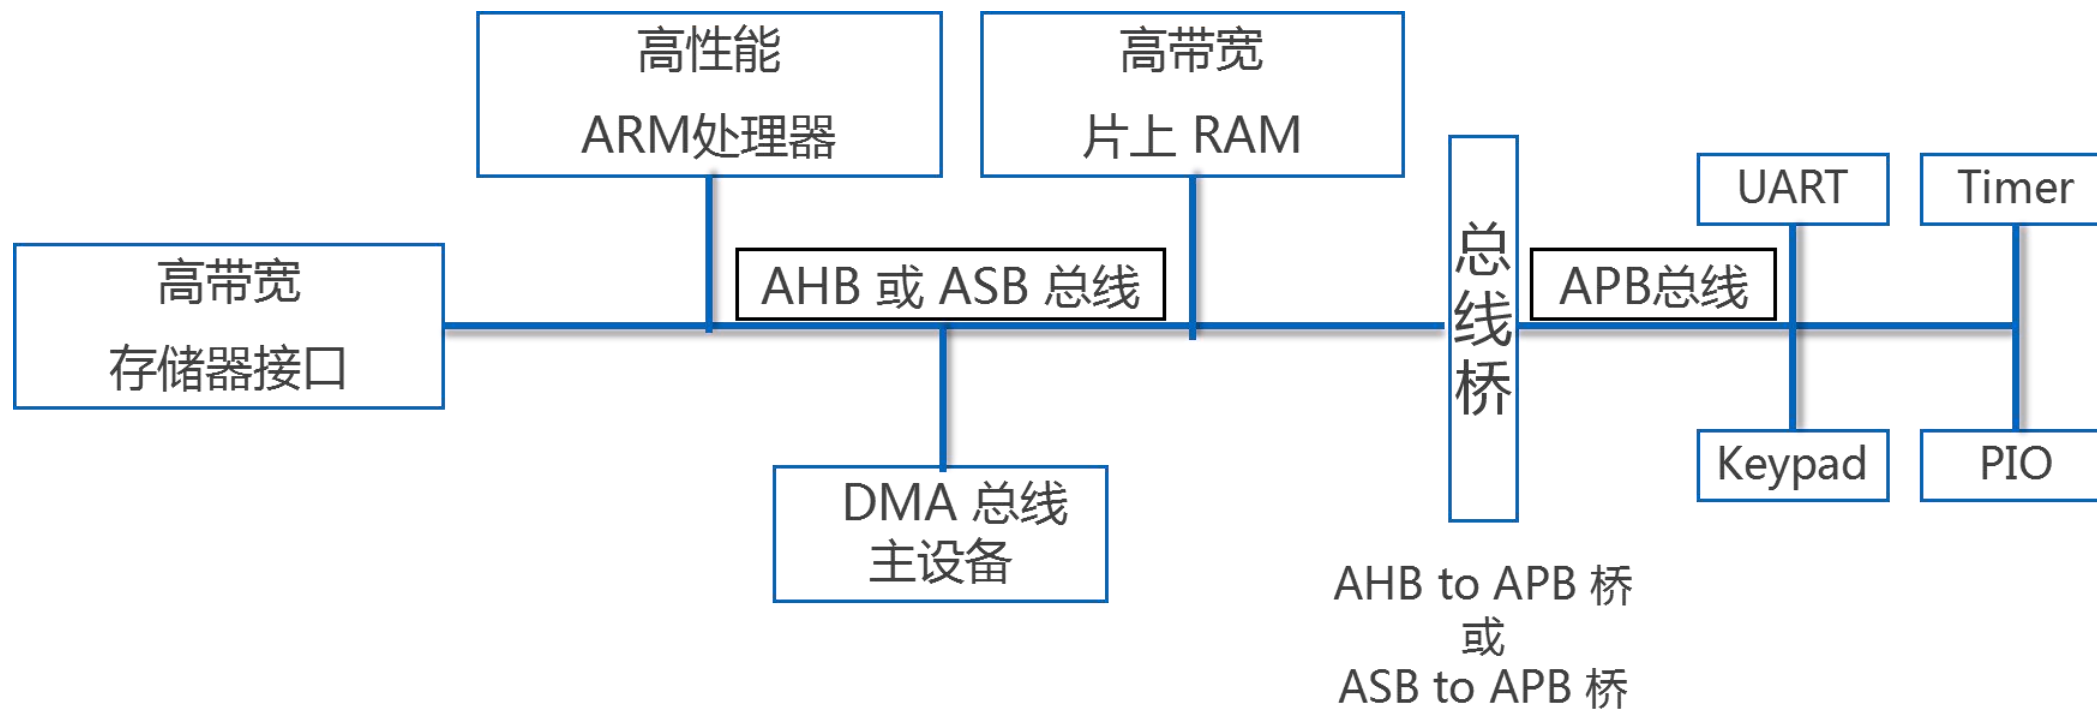 高性能
ARM处理器
高带宽
片上 RAM
高带宽
存储器接口
AHB 或 ASB 总线
DMA 总线
主设备
总线桥
APB总线
UART
Timer
Keypad
PIO
AHB to APB 桥
或
ASB to APB 桥